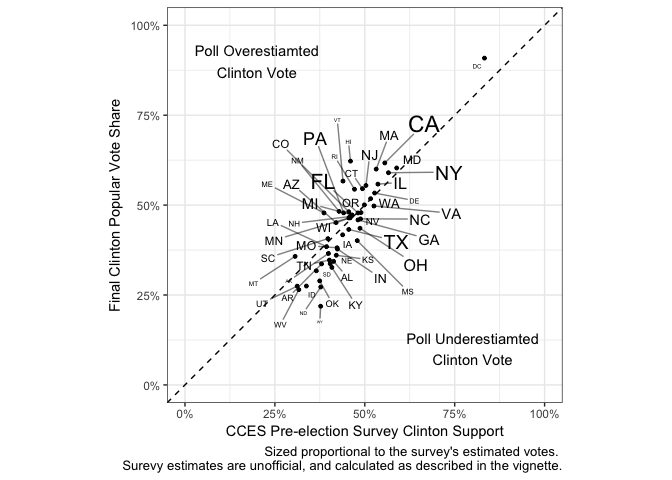 100%
75%
50%
25%
0%
Final Clinton Popular Vote Share
Poll Overestiamted
Clinton Vote
DC
VT
CA
PA
HI
MA
CO
NM
RI
CT
NJ
MD
NY
FL
IL
ME
AZ
MI
OR
WA
DE
VA
LA
NH
WI
NV
NC
MN
MO
IA
TX
GA
SC
TN
NE
KS
OH
MT
SD
AL
IN
MS
UT
AR
ID
OK
KY
ND
WV
WY
Poll Underestiamted
Clinton Vote
0%
25%
50%
75%
100%
CCES Pre-election Survey Clinton Support
Sized proportional to the survey's estimated votes.
Surevy estimates are unofficial, and calculated as described in the vignette.